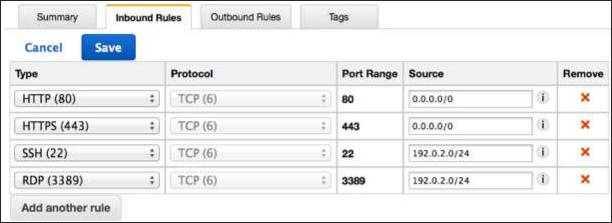 Summary Inbound Rules Outbound Rules Tags
Cancel Save
Type Protocol Port Range Source Remove
HTTP (80) TCP (6) 80 0.0.0.0/0 i
HTTPS (443) TCP (6) 443 0.0.0.0/0 i
SSH (22) TCP (6) 22 192.0.2.0/24 i
RDP (3389) TCP (6) 3389 192.0.2.0/24 i
Add another rule